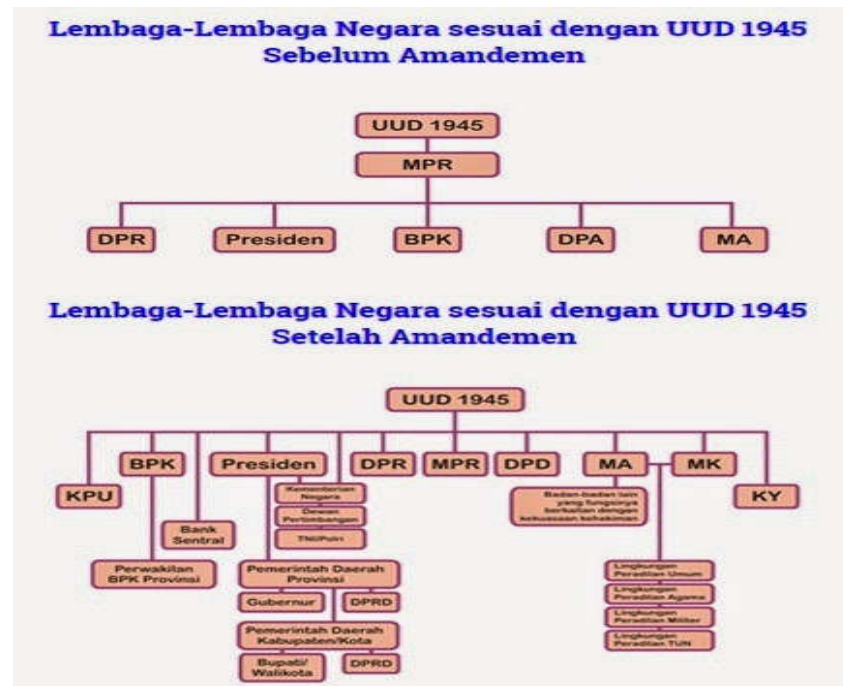 Lembaga-Lembaga Negara sesuai dengan UUD 1945
Sebelum Amandemen
UUD 1945
MPR
DPR
Presiden
BPK
DPA
MA
Lembaga-Lembaga Negara sesuai dengan UUD 1945
Setelah Amandemen
UUD 1945
KPU
BPK
Bank
Sentral
Presiden
DPR
MPR
DPD
MA
MK
KY
Kementerian
Negara
Dewan
Pertimbangan
TNI/Polri
Badan-badan lain
yang fungsinya
berkaitan dengan
kekuasaan kehakiman
Perwakilan
BPK Provinsi
Pemerintah Daerah
Provinsi
Gubernur
DPRD
Pemerintah Daerah
Kabupaten/Kota
Bupati/
Walikota
DPRD
Lingkungan
Peradilan Umum
Lingkungan
Peradilan Agama
Lingkungan
Peradilan Militer
Lingkungan
Peradilan TUN